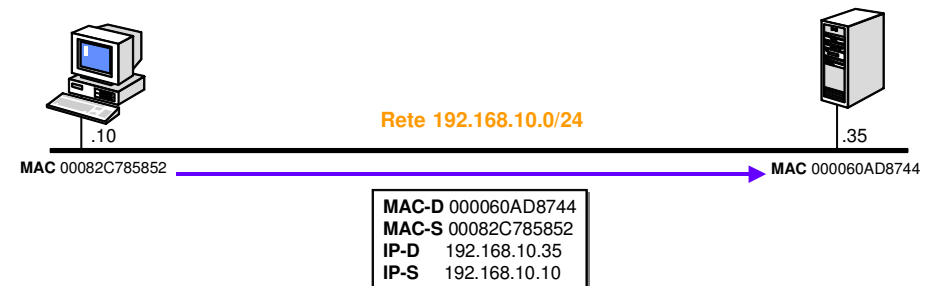 Rete 192.168.10.0/24
.10
.35
MAC 00082C785852
MAC 000060AD8744
MAC-D 000060AD8744
MAC-S 00082C785852
IP-D 192.168.10.35
IP-S 192.168.10.10